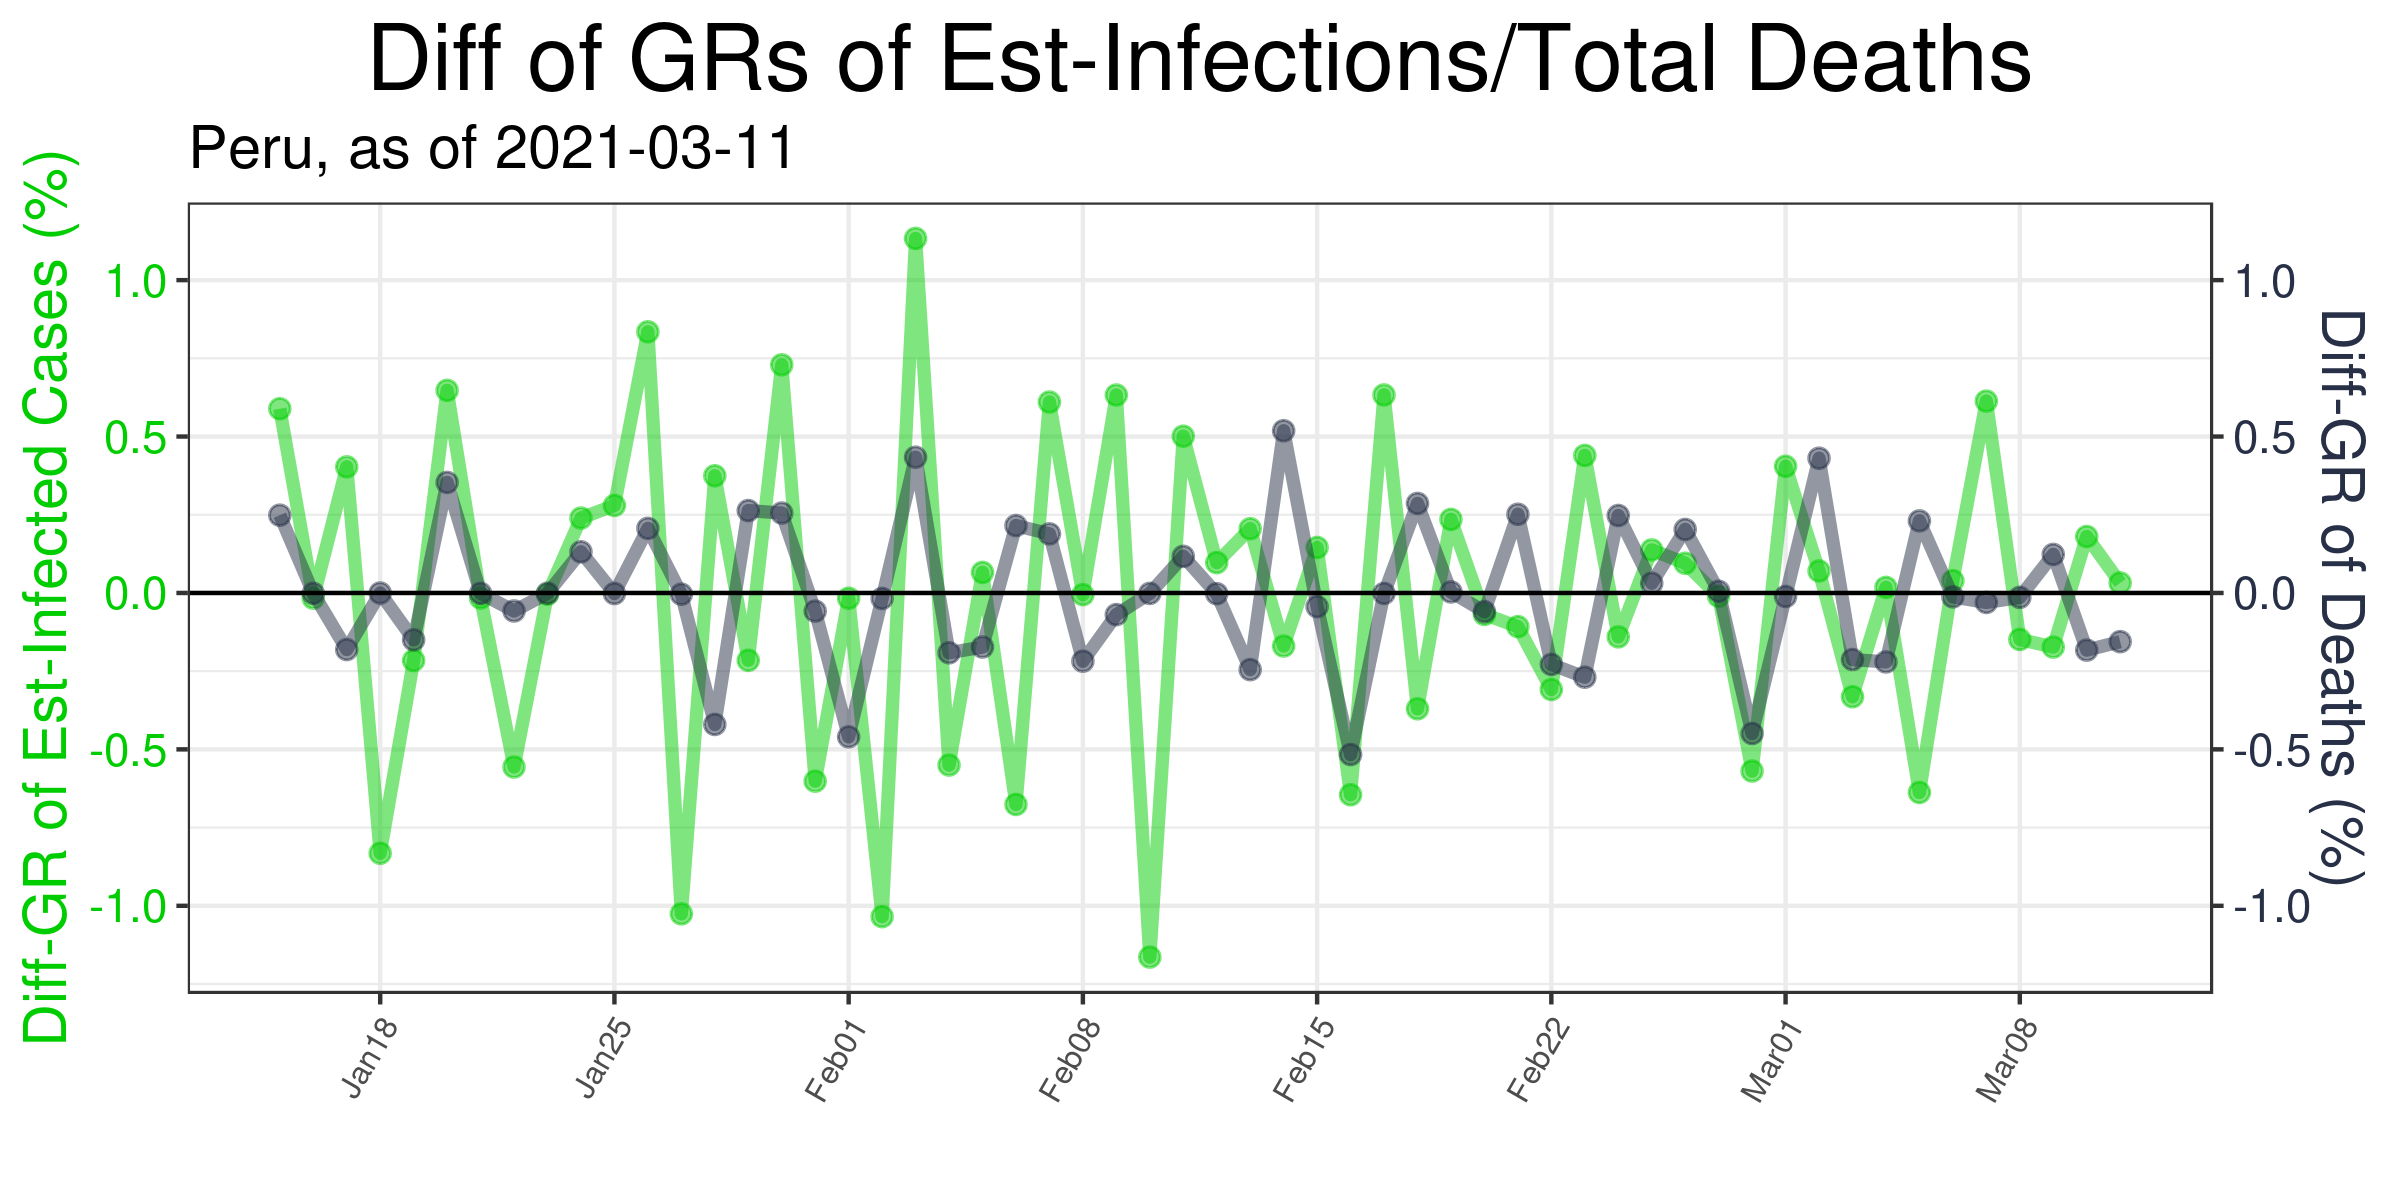 Diff of GRs of Est-Infections/Total Deaths
Peru, as of 2021-03-11
Diff-GR of Est-Infected Cases (%)
1.0
0.5
0.0
-0.5
-1.0
1.0
0.5
0.0
-0.5
-1.0
Diff-GR of Deaths (%)
Jan18
Jan25
Feb01
Feb08
Feb15
Feb22
Mar01
Mar08